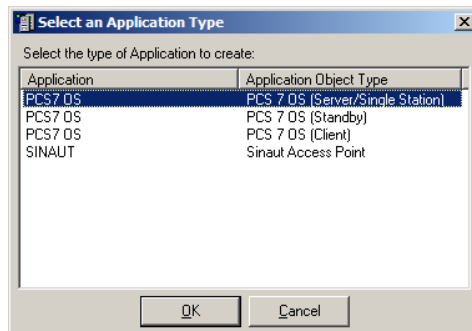 Select an Application Type
Select the type of Application to create:
Application Application Object Type
PCS7 OS PCS 7 OS (Server/Single Station)
PCS7 OS PCS 7 OS (Standby)
PCS7 OS PCS 7 OS (Client)
SINAUT Sinaut Access Point
OK Cancel